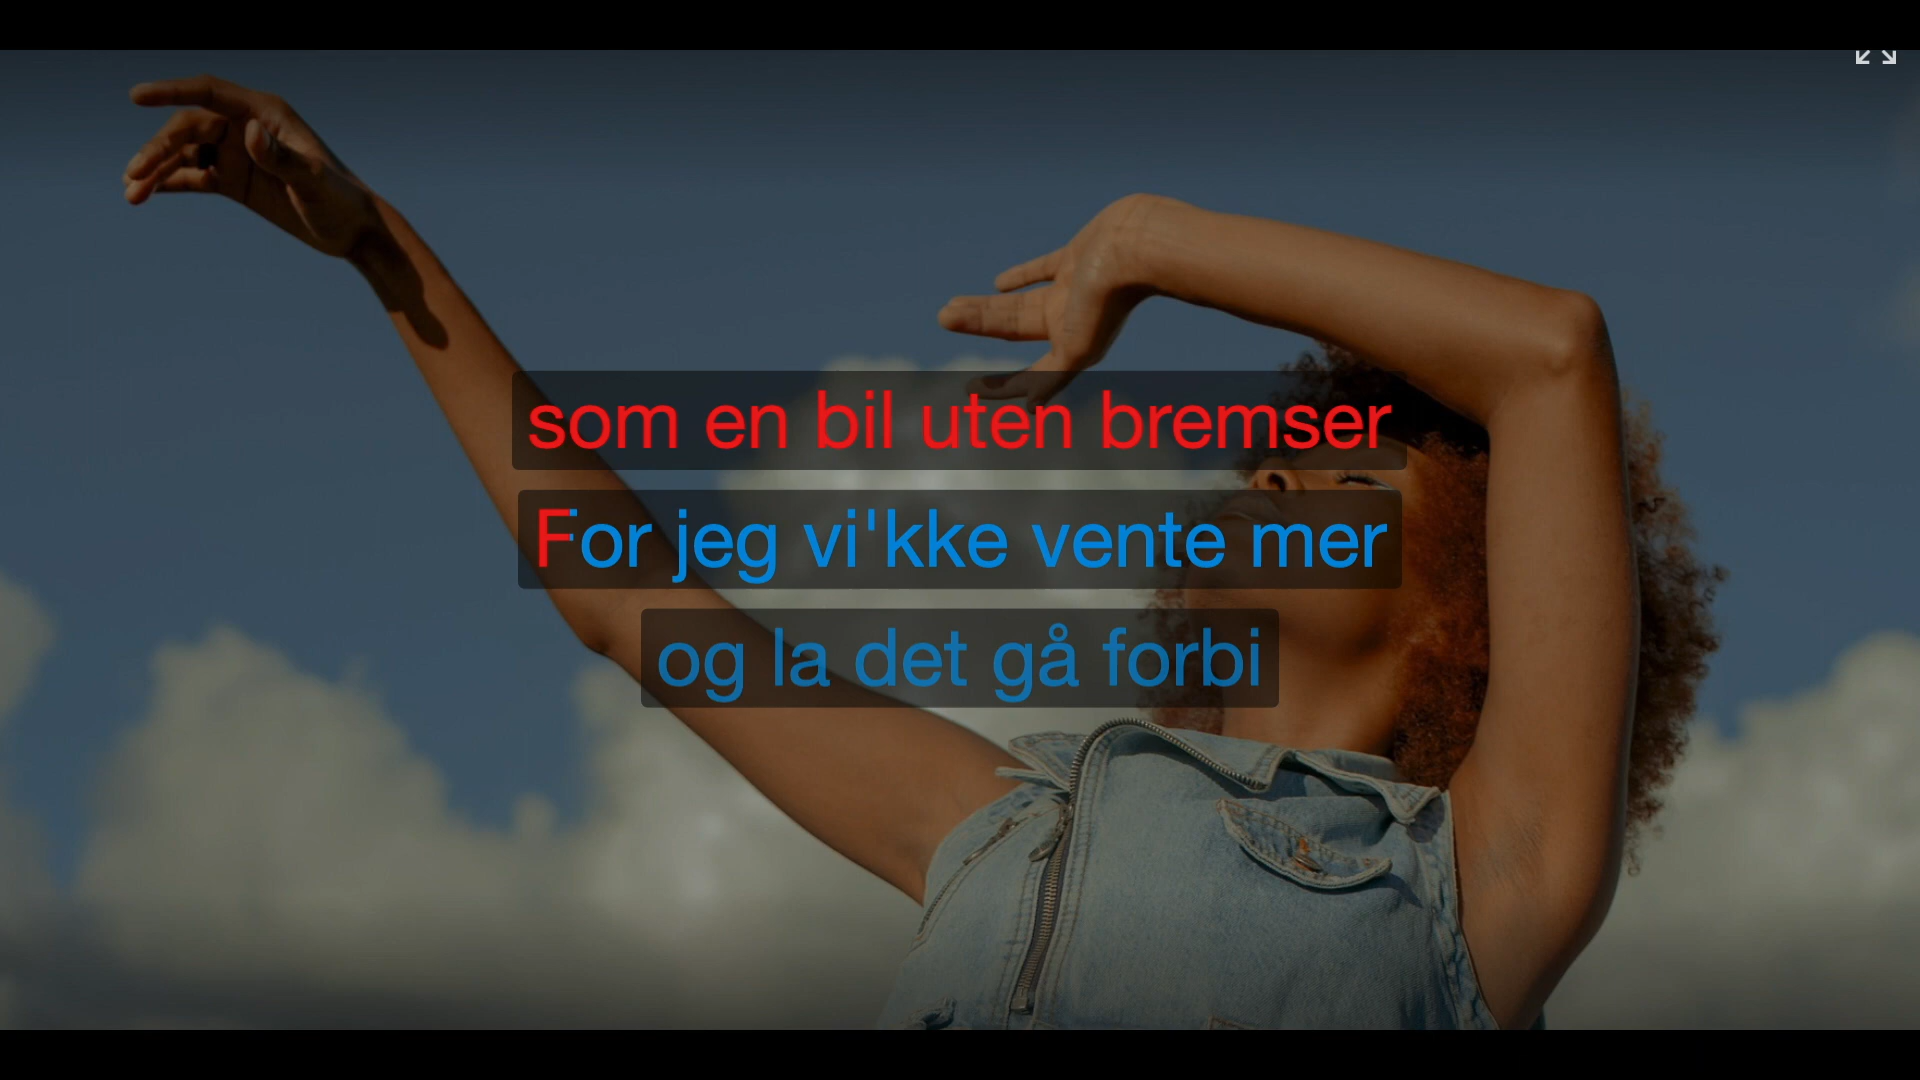 som en bil uten bremser
For jeg vi'kke vente mer
og la det gå forbi